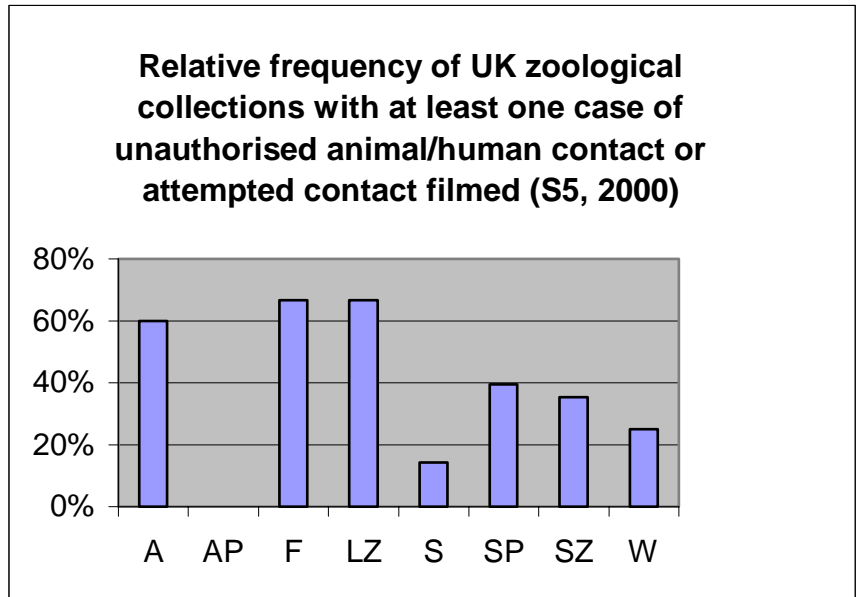 Relative frequency of UK zoological
collections with at least one case of
unauthorised animal/human contact or
attempted contact filmed (S5, 2000)
80%
60%
40%
20%
0%
A AP F LZ S SP SZ W